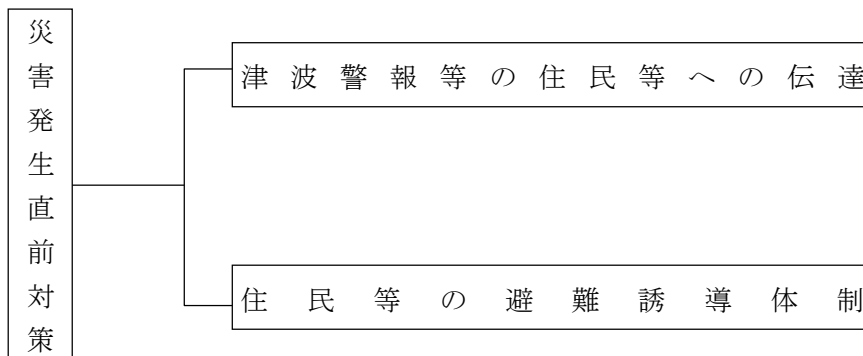 災害発生直前対策
津波警報等の住民等への伝達
住民等の避難誘導体制